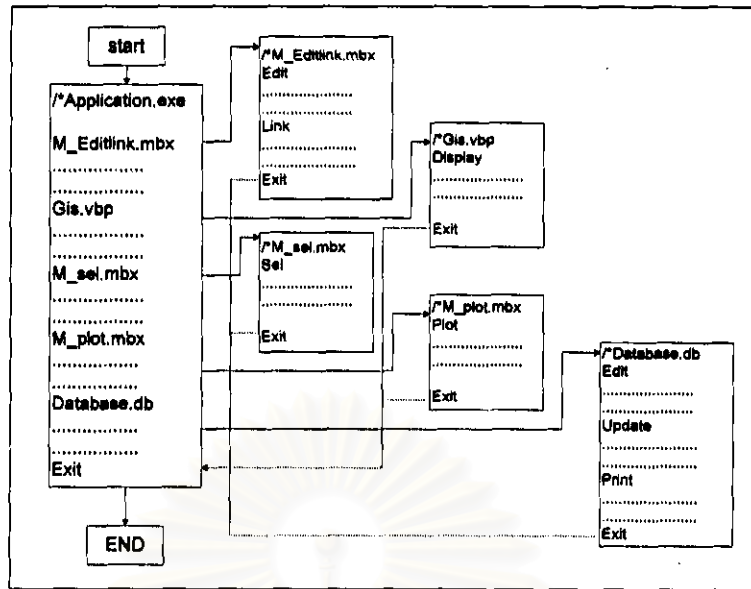 start
/*Application.exe
M_Editlink.mbx
....................
....................
Gis.vbp
....................
....................
M_sel.mbx
....................
....................
M_plot.mbx
....................
....................
Database.db
....................
....................
Exit
END
/*M_Editlink.mbx
Edit
....................
....................
Link
....................
....................
Exit
/*Gis.vbp
Display
....................
....................
Exit
/*M_sel.mbx
Sel
....................
....................
Exit
/*M_plot.mbx
Plot
....................
....................
Exit
/*Database.db
Edit
....................
....................
Update
....................
....................
Print
....................
....................
Exit